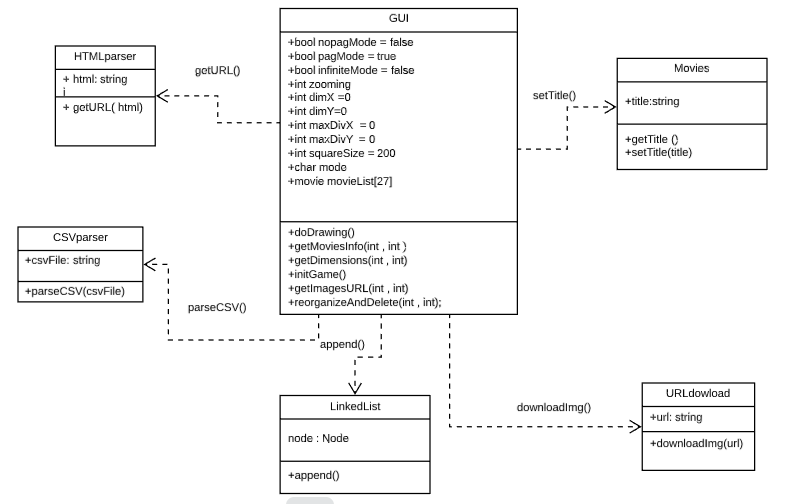 GUI
+bool nopagMode = false
+bool pagMode = true
+bool infiniteMode = false
+int zooming
+int dimX =0
+int dimY=0
+int maxDivX = 0
+int maxDivY = 0
+int squareSize = 200
+char mode
+movie movieList[27]
+doDrawing()
+getMoviesInfo(int , int )
+getDimensions(int , int)
+initGame()
+getImagesURL(int , int)
+reorganizeAndDelete(int , int);
HTMLparser
+ html: string
i
+ getURL( html)
getURL()
Movies
+title:string
+getTitle ()
+setTitle(title)
setTitle()
CSVparser
+csvFile: string
+parseCSV(csvFile)
parseCSV()
append()
LinkedList
node : Node
+append()
downloadImg()
URLdowload
+url: string
+downloadImg(url)